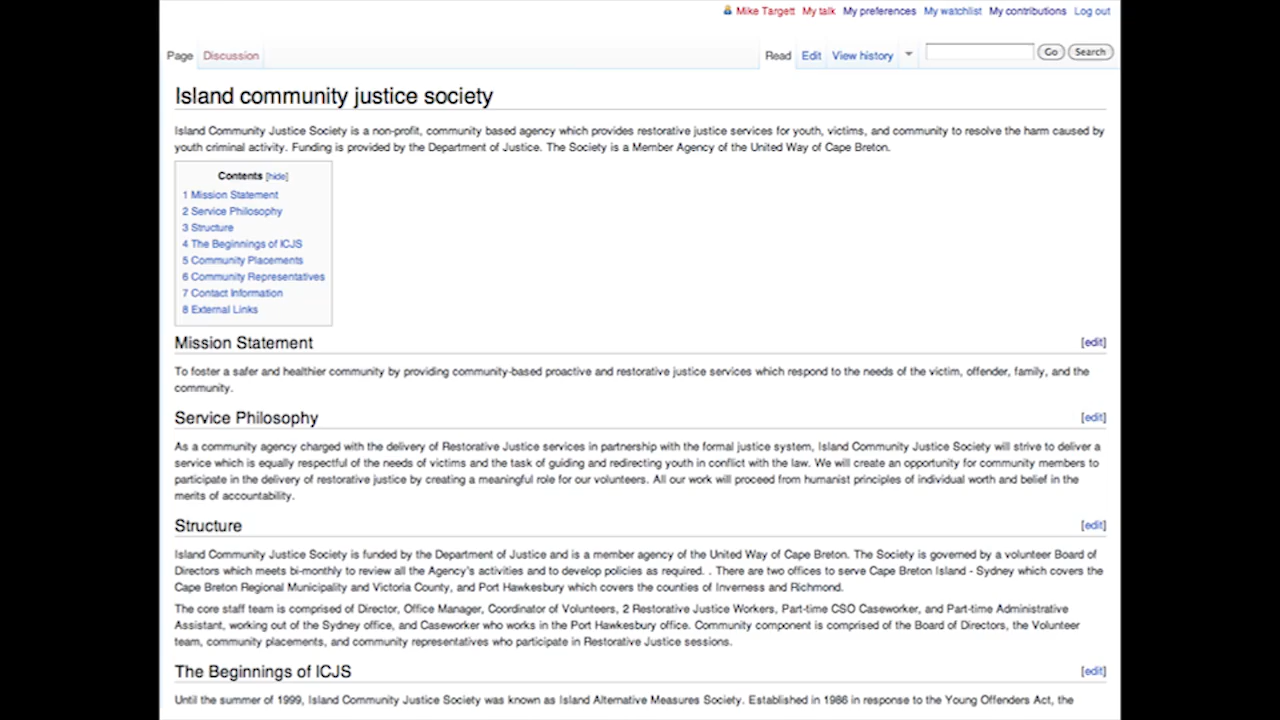 Mike Targett My talk My preferences My watchlist My contributions Log out
Page Discussion Read Edit View history Go Search
Island community justice society
Island Community Justice Society is a non-profit, community based agency which provides restorative justice services for youth, victims, and community to resolve the harm caused by
youth criminal activity. Funding is provided by the Department of Justice. The Society is a Member Agency of the United Way of Cape Breton.
Contents [hide]
1 Mission Statement
2 Service Philosophy
3 Structure
4 The Beginnings of ICJS
5 Community Placements
6 Community Representatives
7 Contact Information
8 External Links
Mission Statement [edit]
To foster a safer and healthier community by providing community-based proactive and restorative justice services which respond to the needs of the victim, offender, family, and the
community.
Service Philosophy [edit]
As a community agency charged with the delivery of Restorative Justice services in partnership with the formal justice system, Island Community Justice Society will strive to deliver a
service which is equally respectful of the needs of victims and the task of guiding and redirecting youth in conflict with the law. We will create an opportunity for community members to
participate in the delivery of restorative justice by creating a meaningful role for our volunteers. All our work will proceed from humanist principles of individual worth and belief in the
merits of accountability.
Structure [edit]
Island Community Justice Society is funded by the Department of Justice and is a member agency of the United Way of Cape Breton. The Society is governed by a volunteer Board of
Directors which meets bi-monthly to review all the Agency's activities and to develop policies as required. . There are two offices to serve Cape Breton Island - Sydney which covers the
Cape Breton Regional Municipality and Victoria County, and Port Hawkesbury which covers the counties of Inverness and Richmond.
The core staff team is comprised of Director, Office Manager, Coordinator of Volunteers, 2 Restorative Justice Workers, Part-time CSO Caseworker, and Part-time Administrative
Assistant, working out of the Sydney office, and Caseworker who works in the Port Hawkesbury office. Community component is comprised of the Board of Directors, the Volunteer
team, community placements, and community representatives who participate in Restorative Justice sessions.
The Beginnings of ICJS [edit]
Until the summer of 1999, Island Community Justice Society was known as Island Alternative Measures Society. Established in 1986 in response to the Young Offenders Act, the